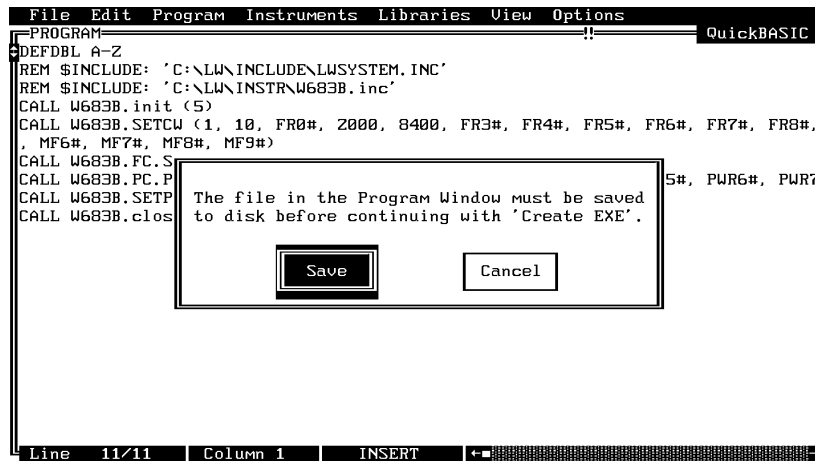 File Edit Program Instruments Libraries View Options
PROGRAM !! QuickBASIC
DEFDBL A-Z
REM $INCLUDE: 'C:\LW\INCLUDE\LWSYSTEM.INC'
REM $INCLUDE: 'C:\LW\INSTR\W683B.inc'
CALL W683B.init (5)
CALL W683B.SETCW (1, 10, FR0#, 2000, 8400, FR3#, FR4#, FR5#, FR6#, FR7#, FR8#,
, MF6#, MF7#, MF8#, MF9#)
CALL W683B.FC.S
CALL W683B.PC.P 5#, PWR6#, PWR7
CALL W683B.SETP
CALL W683B.clos
The file in the Program Window must be saved
to disk before continuing with 'Create EXE'.
Save Cancel
Line 11/11 Column 1 INSERT